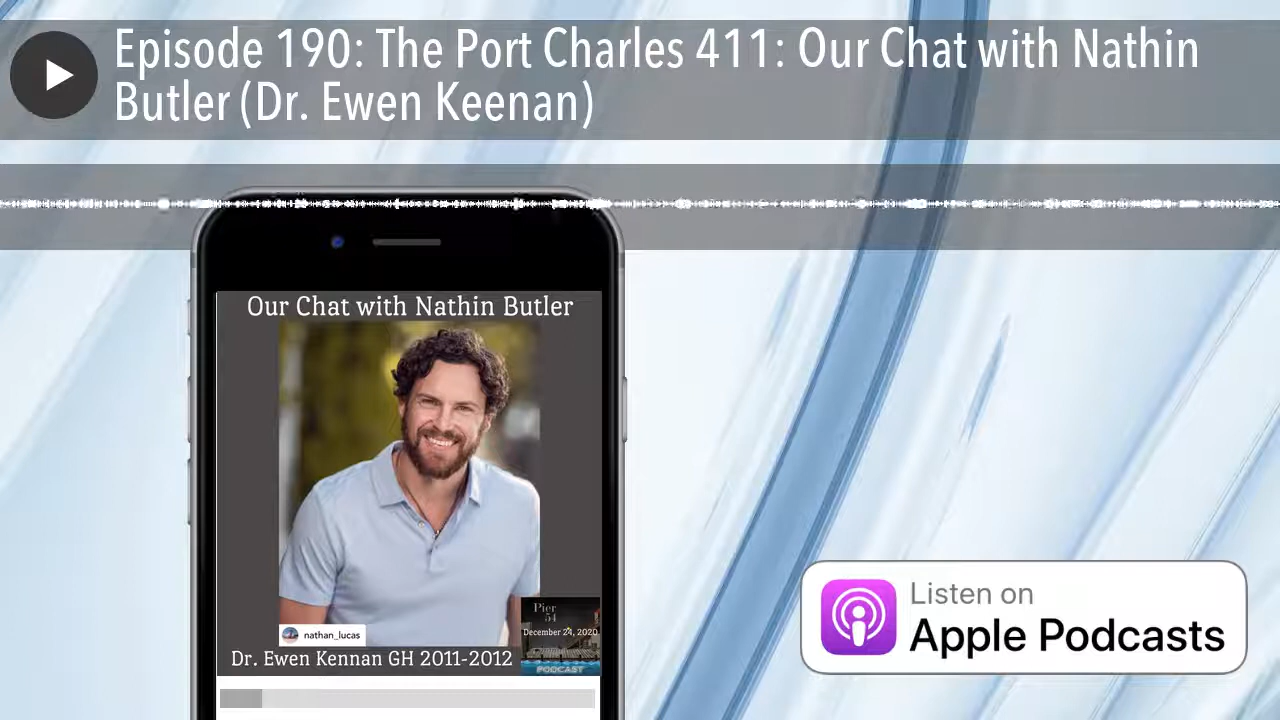 Episode 190: The Port Charles 411: Our Chat with Nathin
Butler (Dr. Ewen Keenan)
Our Chat with Nathin Butler
Pier
54
December 24, 2020
nathan_lucas
Dr. Ewen Kennan GH 2011-2012
PODCAST
Listen on
Apple Podcasts